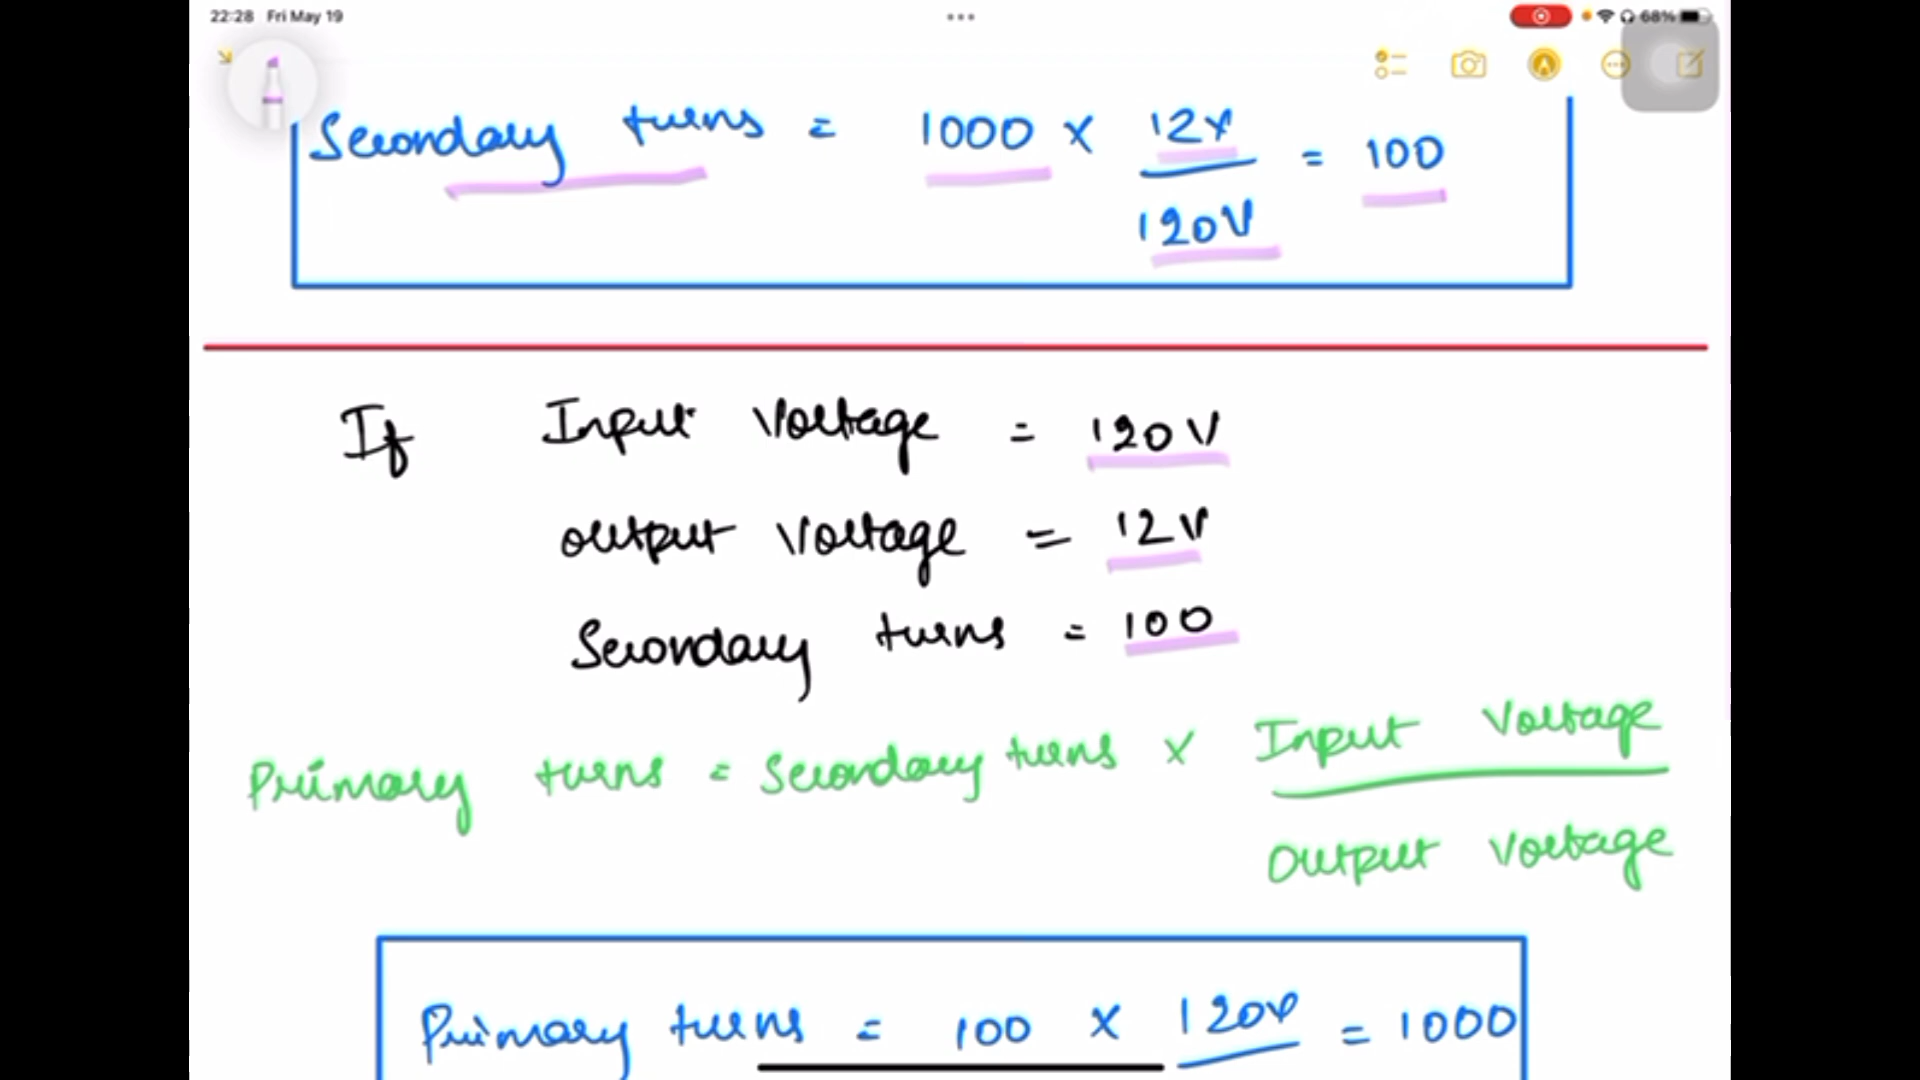 22:28 Fri May 19
68%
Secondary turns = 1000 x 12V = 100
120V
If Input Voltage = 120V
output Voltage = 12V
Secondary turns = 100
Primary turns = Secondary turns x Input Voltage
Output Voltage
Primary turns = 100 x 120V = 1000